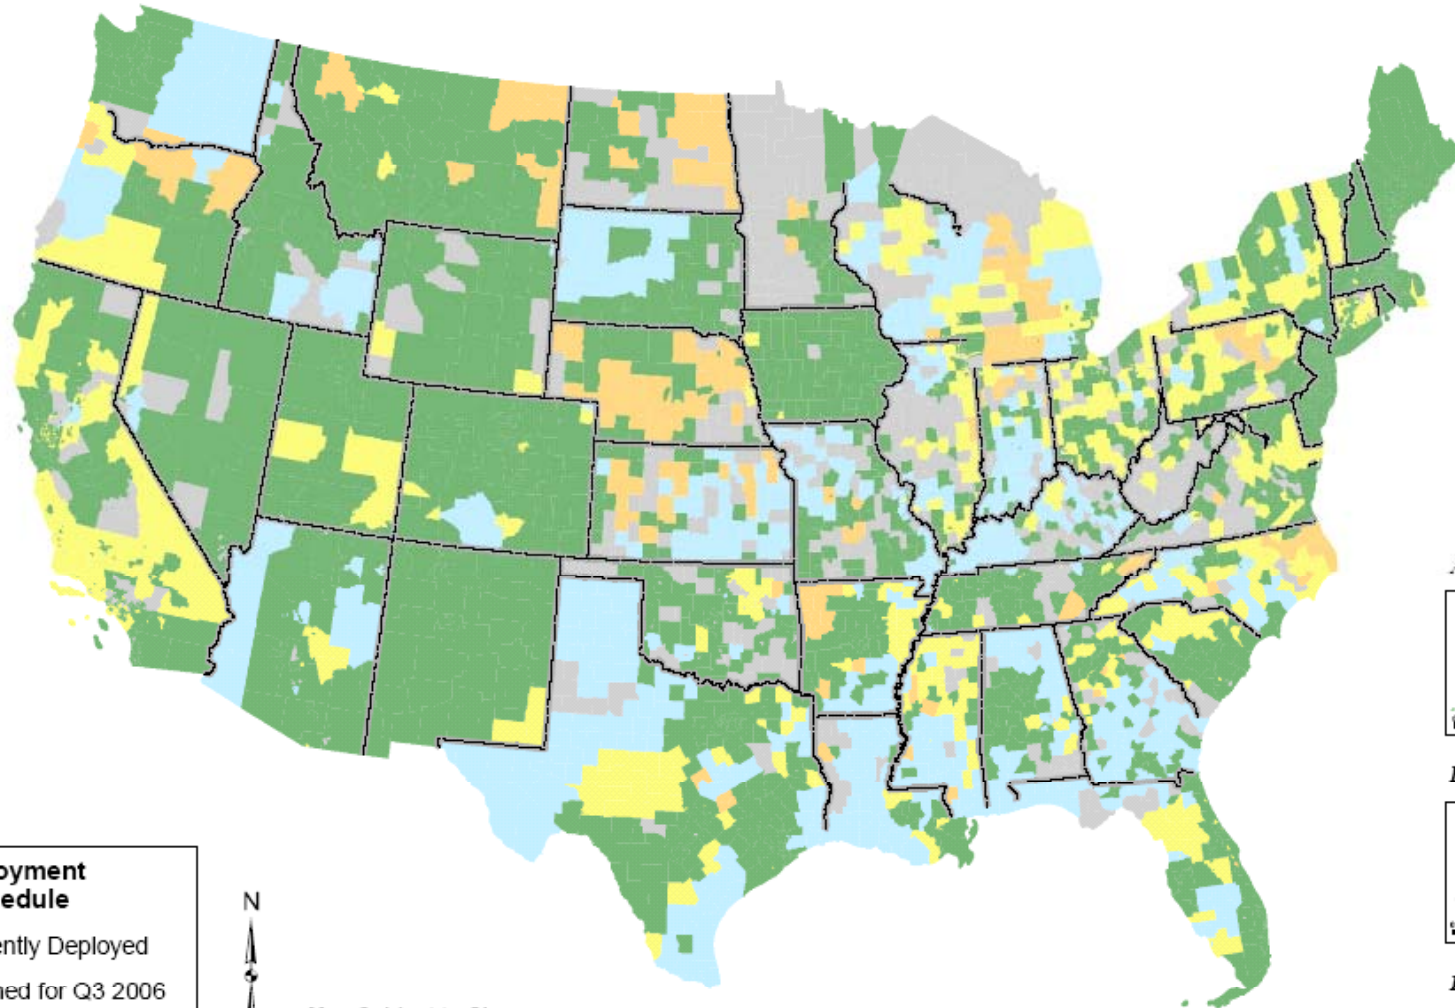 oyment
edule
ently Deployed
ned for Q3 2006
N